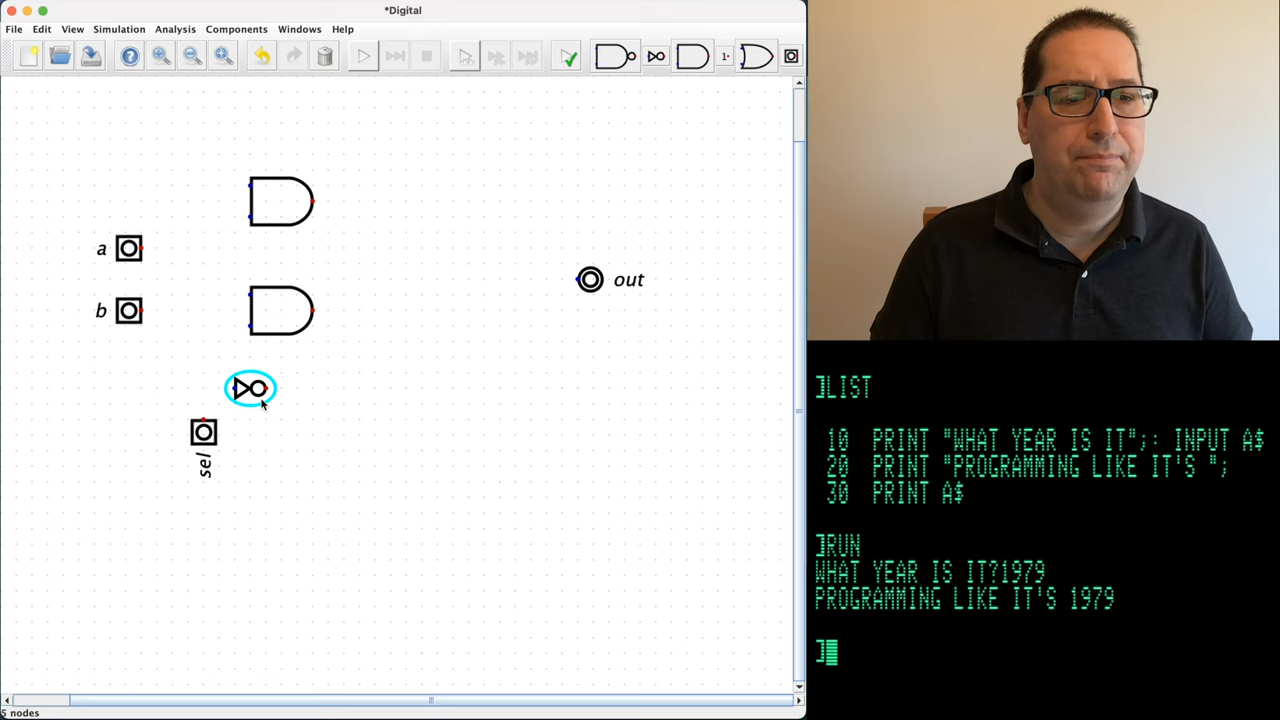 *Digital
File Edit View Simulation Analysis Components Windows Help
1
a
b
out
sel
5 nodes
]LIST
10 PRINT "WHAT YEAR IS IT";: INPUT A$
20 PRINT "PROGRAMMING LIKE IT'S ";
30 PRINT A$
]RUN
WHAT YEAR IS IT?1979
PROGRAMMING LIKE IT'S 1979
]